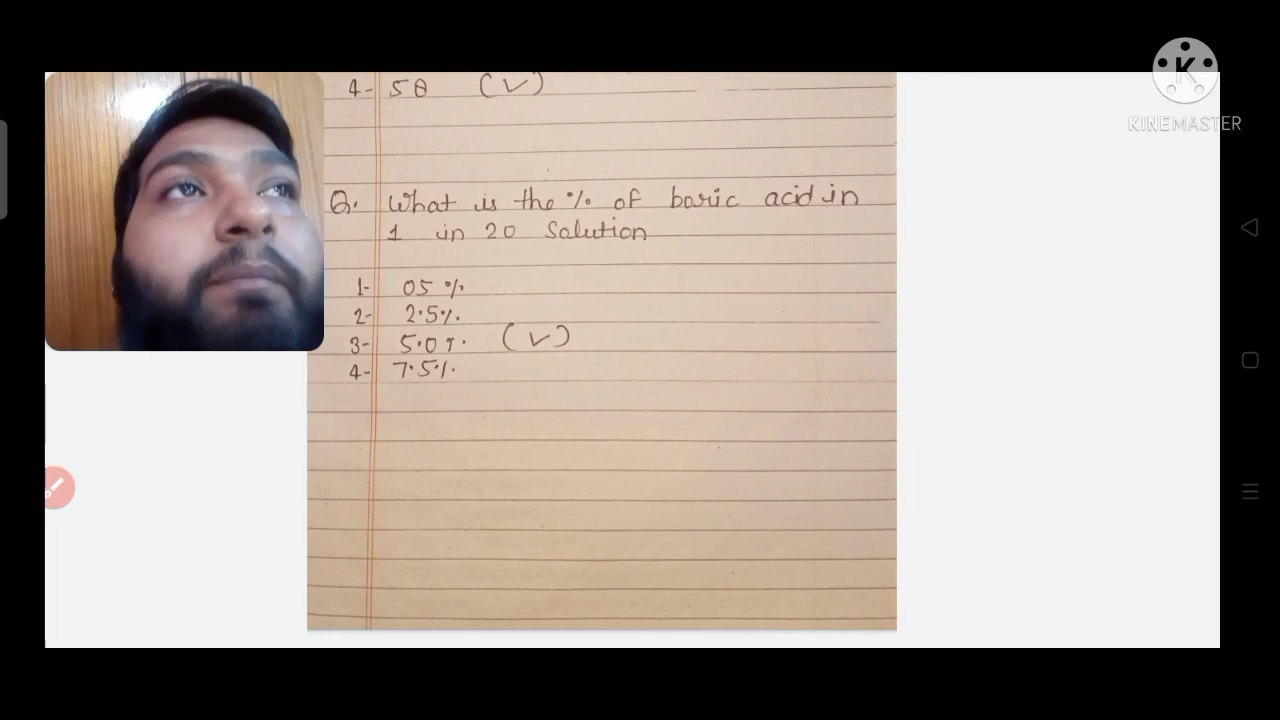 KINEMASTER
4- 50 (✓)
Q. What is the % of boric acid in
1 in 20 Solution
1- 05 %
2- 2.5%.
3- 5.0%. (✓)
4- 7.5%.